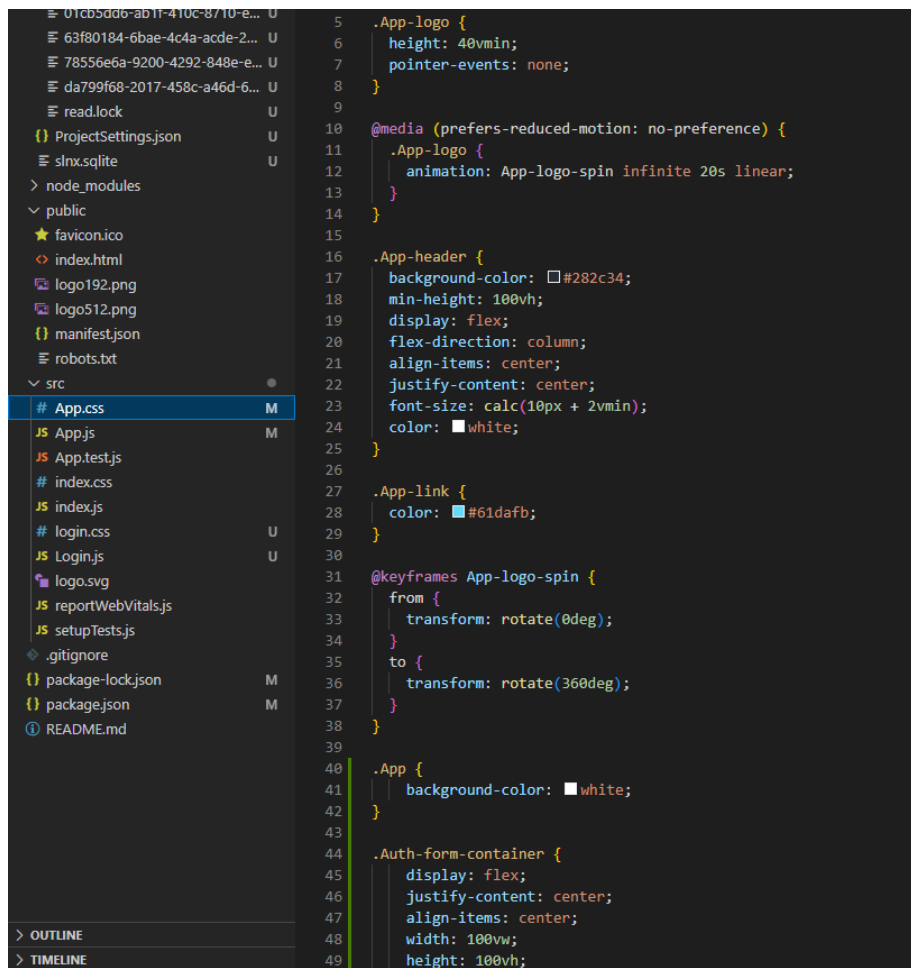 01cb5dd6-ab1f-410c-8710-e... U
63f80184-6bae-4c4a-acde-2... U
78556e6a-9200-4292-848e-e... U
da799f68-2017-458c-a46d-6... U
read.lock U
{} ProjectSettings.json U
slnx.sqlite U
> node_modules
public
favicon.ico
<> index.html
logo192.png
logo512.png
{} manifest.json
robots.txt
src
# App.css M
JS App.js M
JS App.test.js
# index.css
JS index.js
# login.css U
JS Login.js U
logo.svg
JS reportWebVitals.js
JS setupTests.js
.gitignore
{} package-lock.json M
{} package.json M
README.md
> OUTLINE
> TIMELINE
5 .App-logo {
6 height: 40vmin;
7 pointer-events: none;
8 }
9
10 @media (prefers-reduced-motion: no-preference) {
11 .App-logo {
12 animation: App-logo-spin infinite 20s linear;
13 }
14 }
15
16 .App-header {
17 background-color: #282c34;
18 min-height: 100vh;
19 display: flex;
20 flex-direction: column;
21 align-items: center;
22 justify-content: center;
23 font-size: calc(10px + 2vmin);
24 color: white;
25 }
26
27 .App-link {
28 color: #61dafb;
29 }
30
31 @keyframes App-logo-spin {
32 from {
33 transform: rotate(0deg);
34 }
35 to {
36 transform: rotate(360deg);
37 }
38 }
39
40 .App {
41 background-color: white;
42 }
43
44 .Auth-form-container {
45 display: flex;
46 justify-content: center;
47 align-items: center;
48 width: 100vw;
49 height: 100vh;